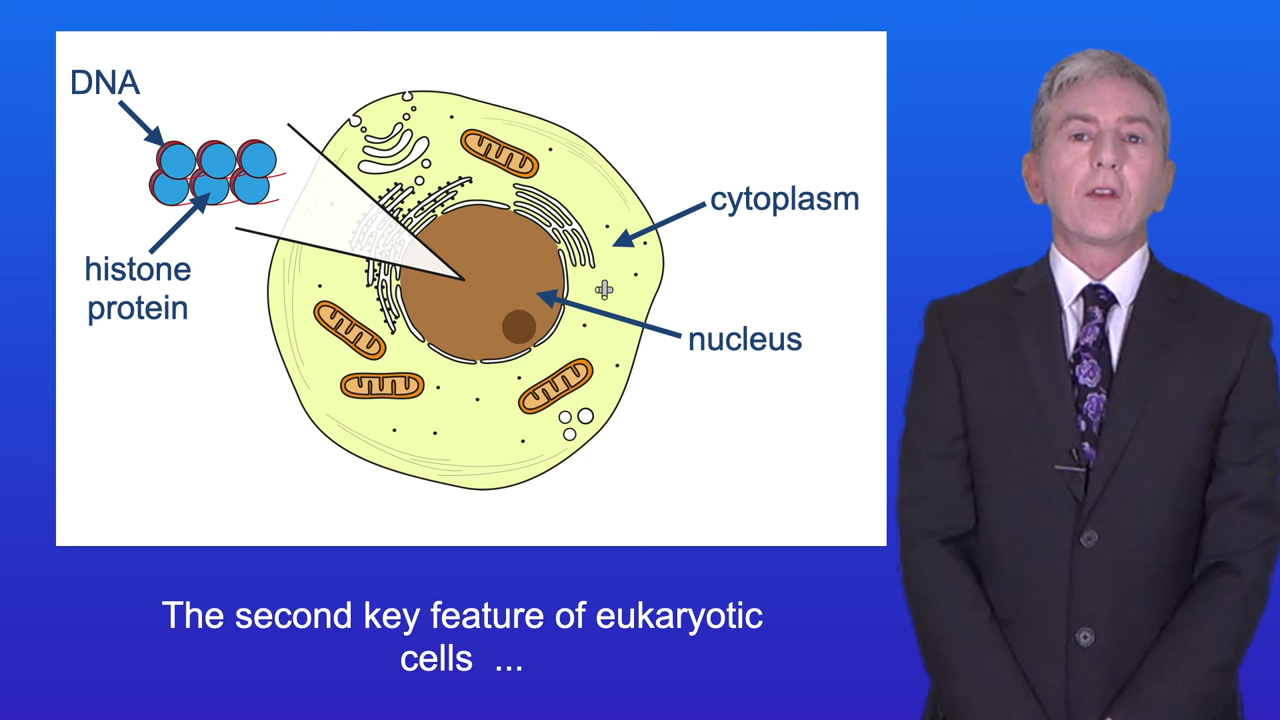 DNA
cytoplasm
histone
protein
nucleus
The second key feature of eukaryotic
cells ...